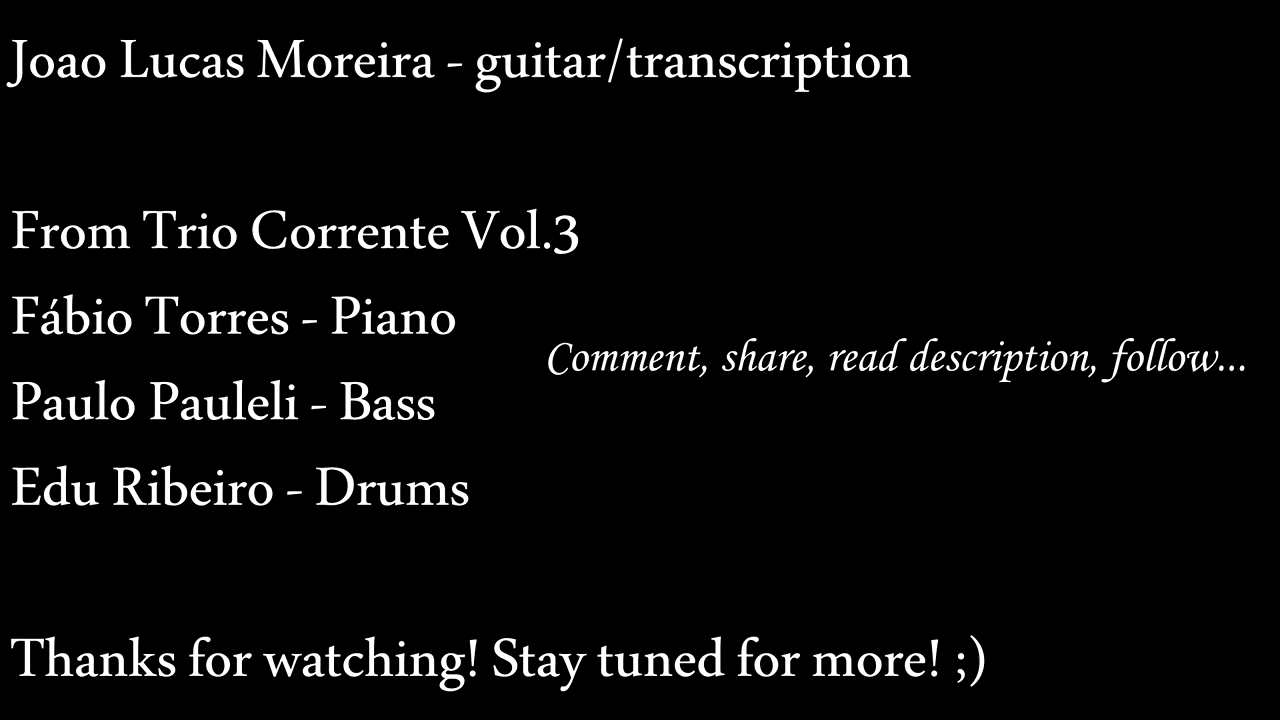 Joao Lucas Moreira - guitar/transcription
From Trio Corrente Vol.3
Fábio Torres - Piano
Comment, share, read description, follow...
Paulo Pauleli - Bass
Edu Ribeiro - Drums
Thanks for watching! Stay tuned for more! ;)